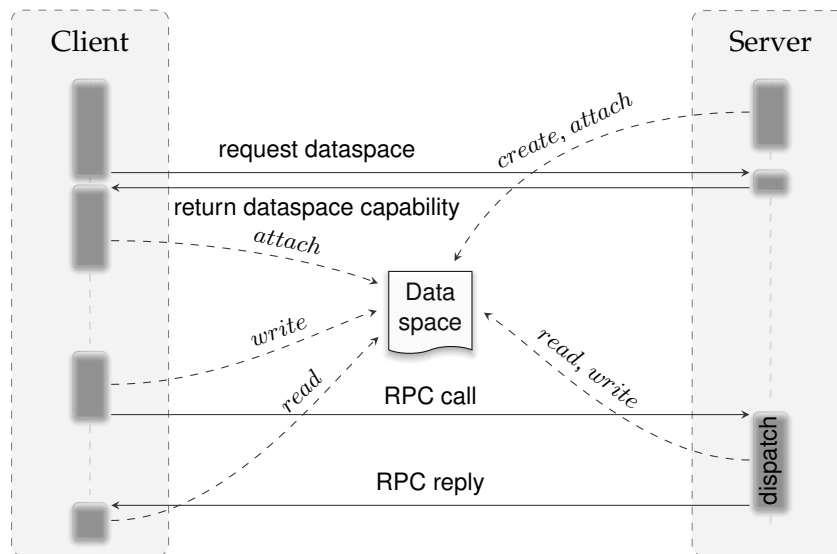 Client
Server
create, attach
request dataspace
return dataspace capability
attach
Data
space
write
read, write
read
RPC call
dispatch
RPC reply